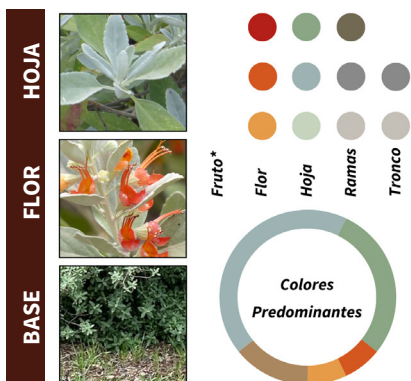 HOJA
FLOR
BASE
Fruto*
Flor
Hoja
Ramas
Tronco
Colores
Predominantes